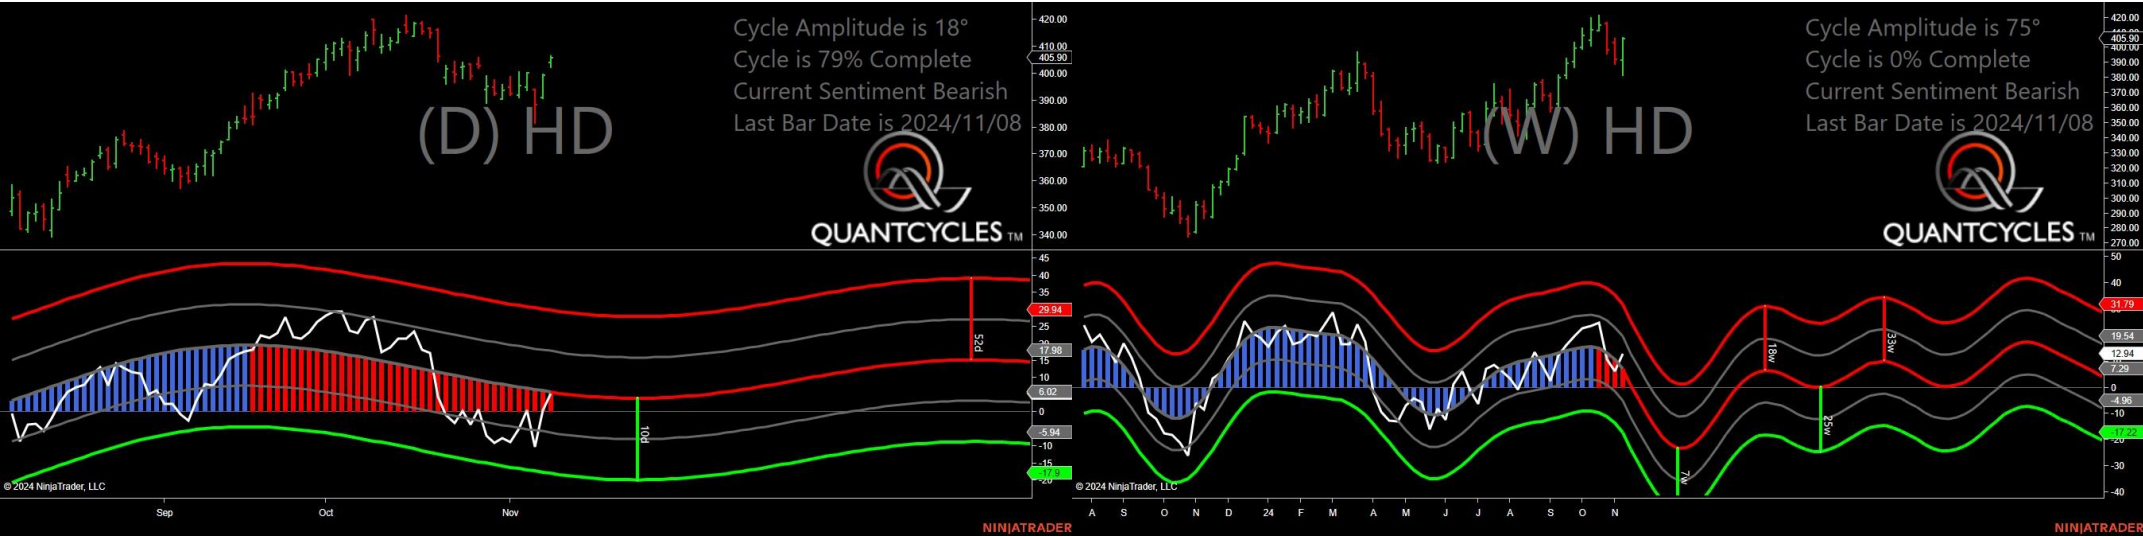 Cycle Amplitude is 18°
Cycle is 79% Complete
Current Sentiment Bearish
Last Bar Date is 2024/11/08
(D) HD
QUANTCYCLES TM
420.00
410.00
405.90
400.00
390.00
380.00
370.00
360.00
350.00
340.00
45
40
35
29.94
25
17.98
15
10
6.02
0
-5.94
-10
-15
-17.9
-20
52d
10d
© 2024 NinjaTrader, LLC
Sep Oct Nov
NINJATRADER
Cycle Amplitude is 75°
Cycle is 0% Complete
Current Sentiment Bearish
Last Bar Date is 2024/11/08
(W) HD
QUANTCYCLES TM
420.00
405.90
400.00
390.00
380.00
370.00
360.00
350.00
340.00
330.00
320.00
310.00
300.00
290.00
280.00
270.00
50
40
31.79
19.54
12.94
7.29
0
-4.96
-10
-17.22
-20
-30
-40
18w
33w
25w
7w
© 2024 NinjaTrader, LLC
A S O N D 24 F M A M J J A S O N
NINJATRADER